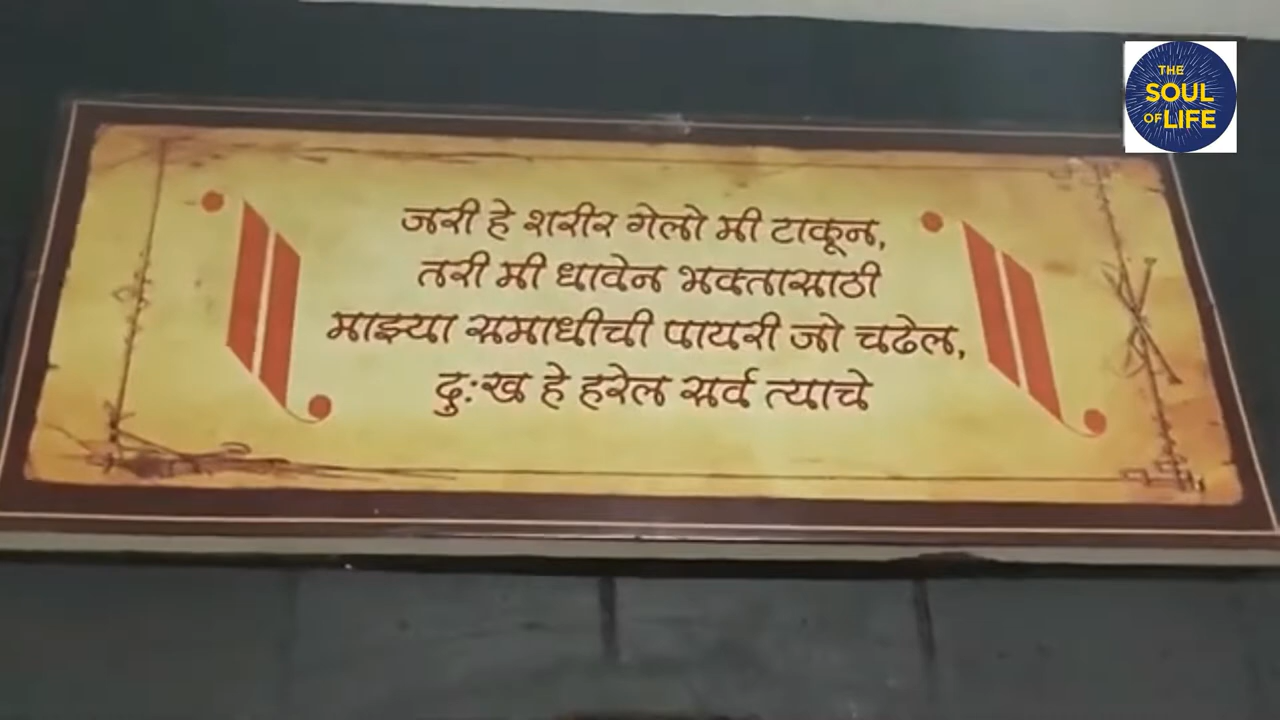 THE
SOUL
OF LIFE
जरी हे शरीर गेलो मी टाकून,
तरी मी धावेन भक्तासाठी
माझ्या समाधीची पायरी जो चढेल,
दुःख हे हरेल सर्व त्याचे